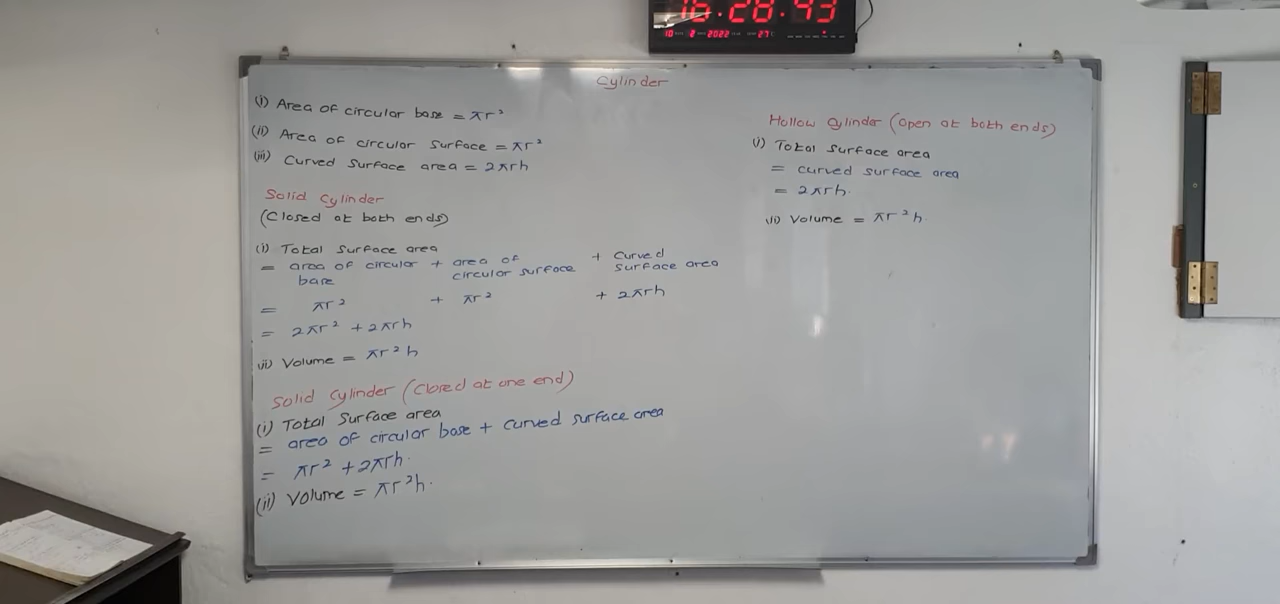 16:28:43
10 2 2022 27°C
Cylinder
(i) Area of circular base = πr²
(ii) Area of circular surface = πr²
(iii) Curved surface area = 2πrh
Solid Cylinder
(Closed at both ends)
(i) Total surface area
= area of circular base + area of circular surface + curved surface area
= πr² + πr² + 2πrh
= 2πr² + 2πrh
(ii) Volume = πr²h
Solid cylinder (Closed at one end)
(i) Total Surface area
= area of circular base + curved surface area
= πr² + 2πrh.
(ii) Volume = πr²h.
Hollow Cylinder (Open at both ends)
(i) Total surface area
= curved surface area
= 2πrh.
(ii) Volume = πr²h.